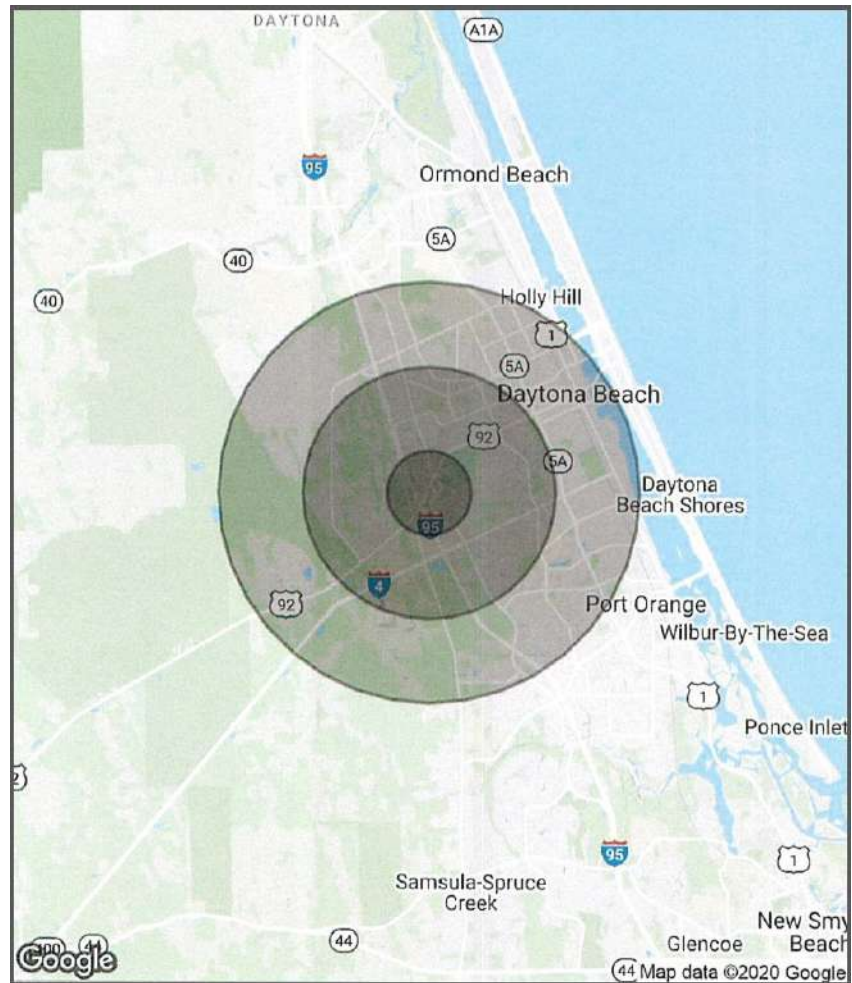 DAYTONA
A1A
95
Ormond Beach
5A
40
40
Holly Hill
1
5A
Daytona Beach
92
5A
Daytona
Beach Shores
95
4
92
Port Orange
Wilbur-By-The-Sea
1
Ponce Inlet
2
95
1
Samsula-Spruce
Creek
New Smy
Beach
44
Glencoe
44
Google
Map data ©2020 Google